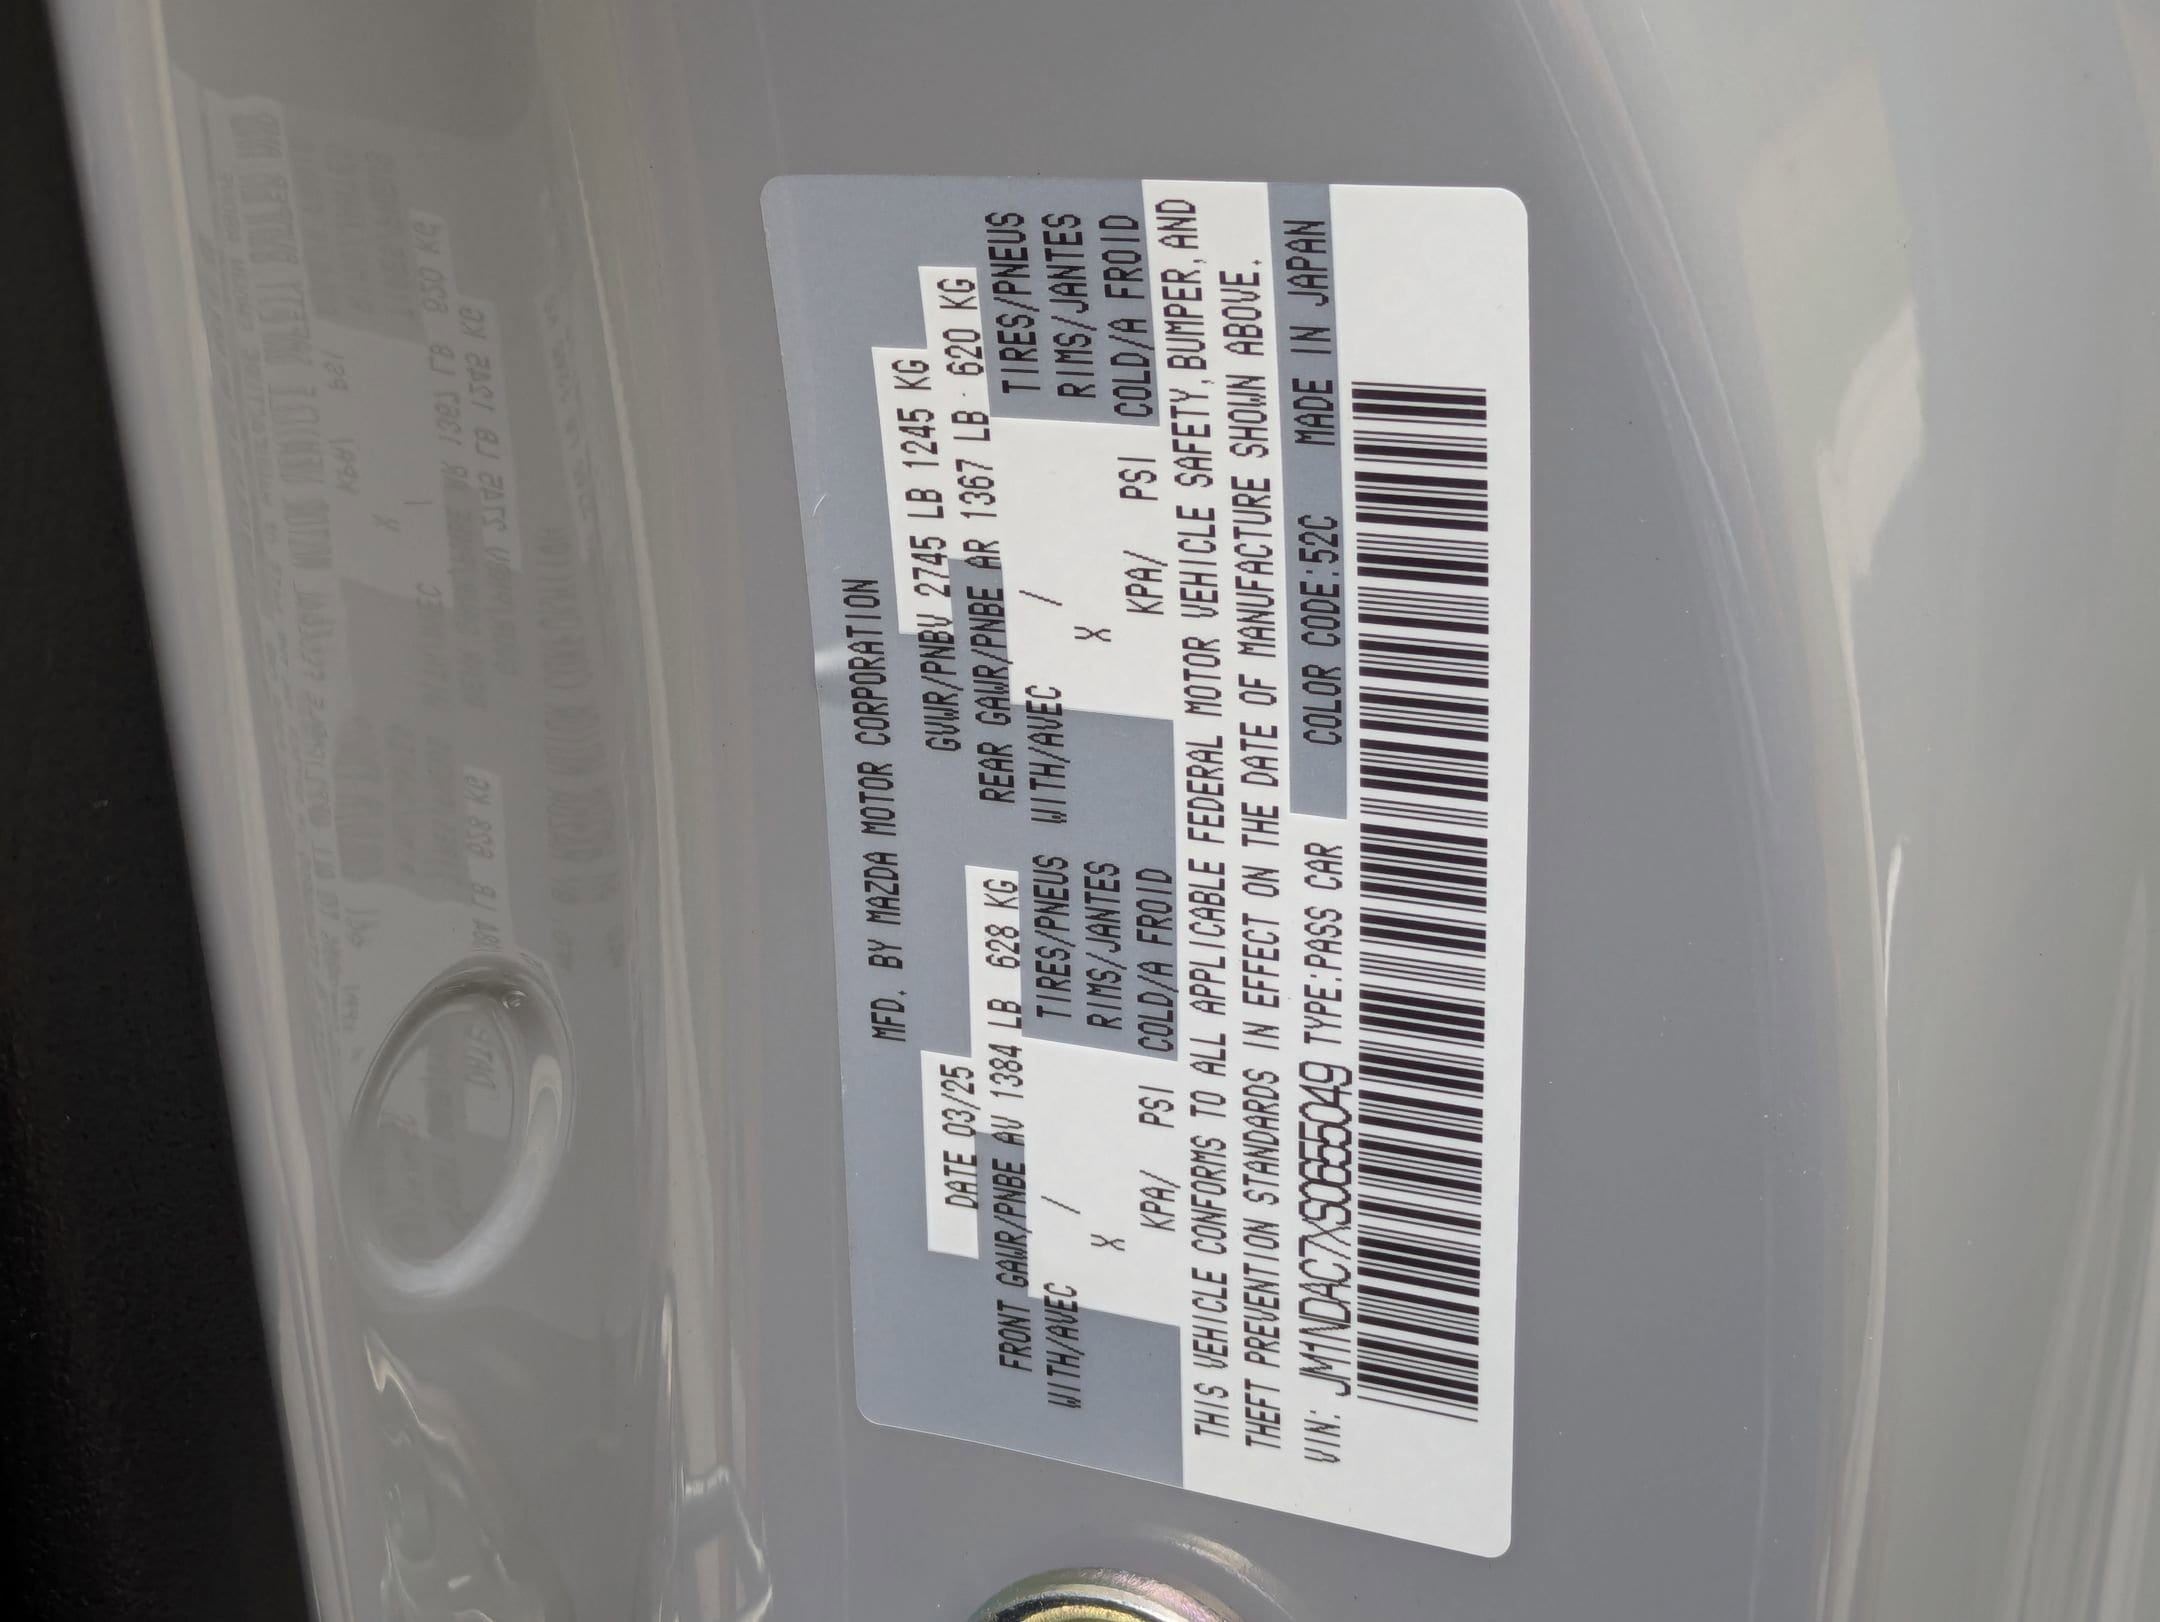 MFD. BY MAZDA MOTOR CORPORATION
DATE 03/25 GVWR/PNBV 2745 LB 1245 KG
FRONT GAWR/PNBE AV 1384 LB 628 KG REAR GAWR/PNBE AR 1367 LB 620 KG
WITH/AVEC / TIRES/PNEUS WITH/AVEC / TIRES/PNEUS
X RIMS/JANTES X RIMS/JANTES
KPA/ PSI COLD/A FROID KPA/ PSI COLD/A FROID
THIS VEHICLE CONFORMS TO ALL APPLICABLE FEDERAL MOTOR VEHICLE SAFETY, BUMPER, AND
THEFT PREVENTION STANDARDS IN EFFECT ON THE DATE OF MANUFACTURE SHOWN ABOVE.
VIN: JM1NDAC7XS0655049 TYPE:PASS CAR COLOR CODE:52C MADE IN JAPAN